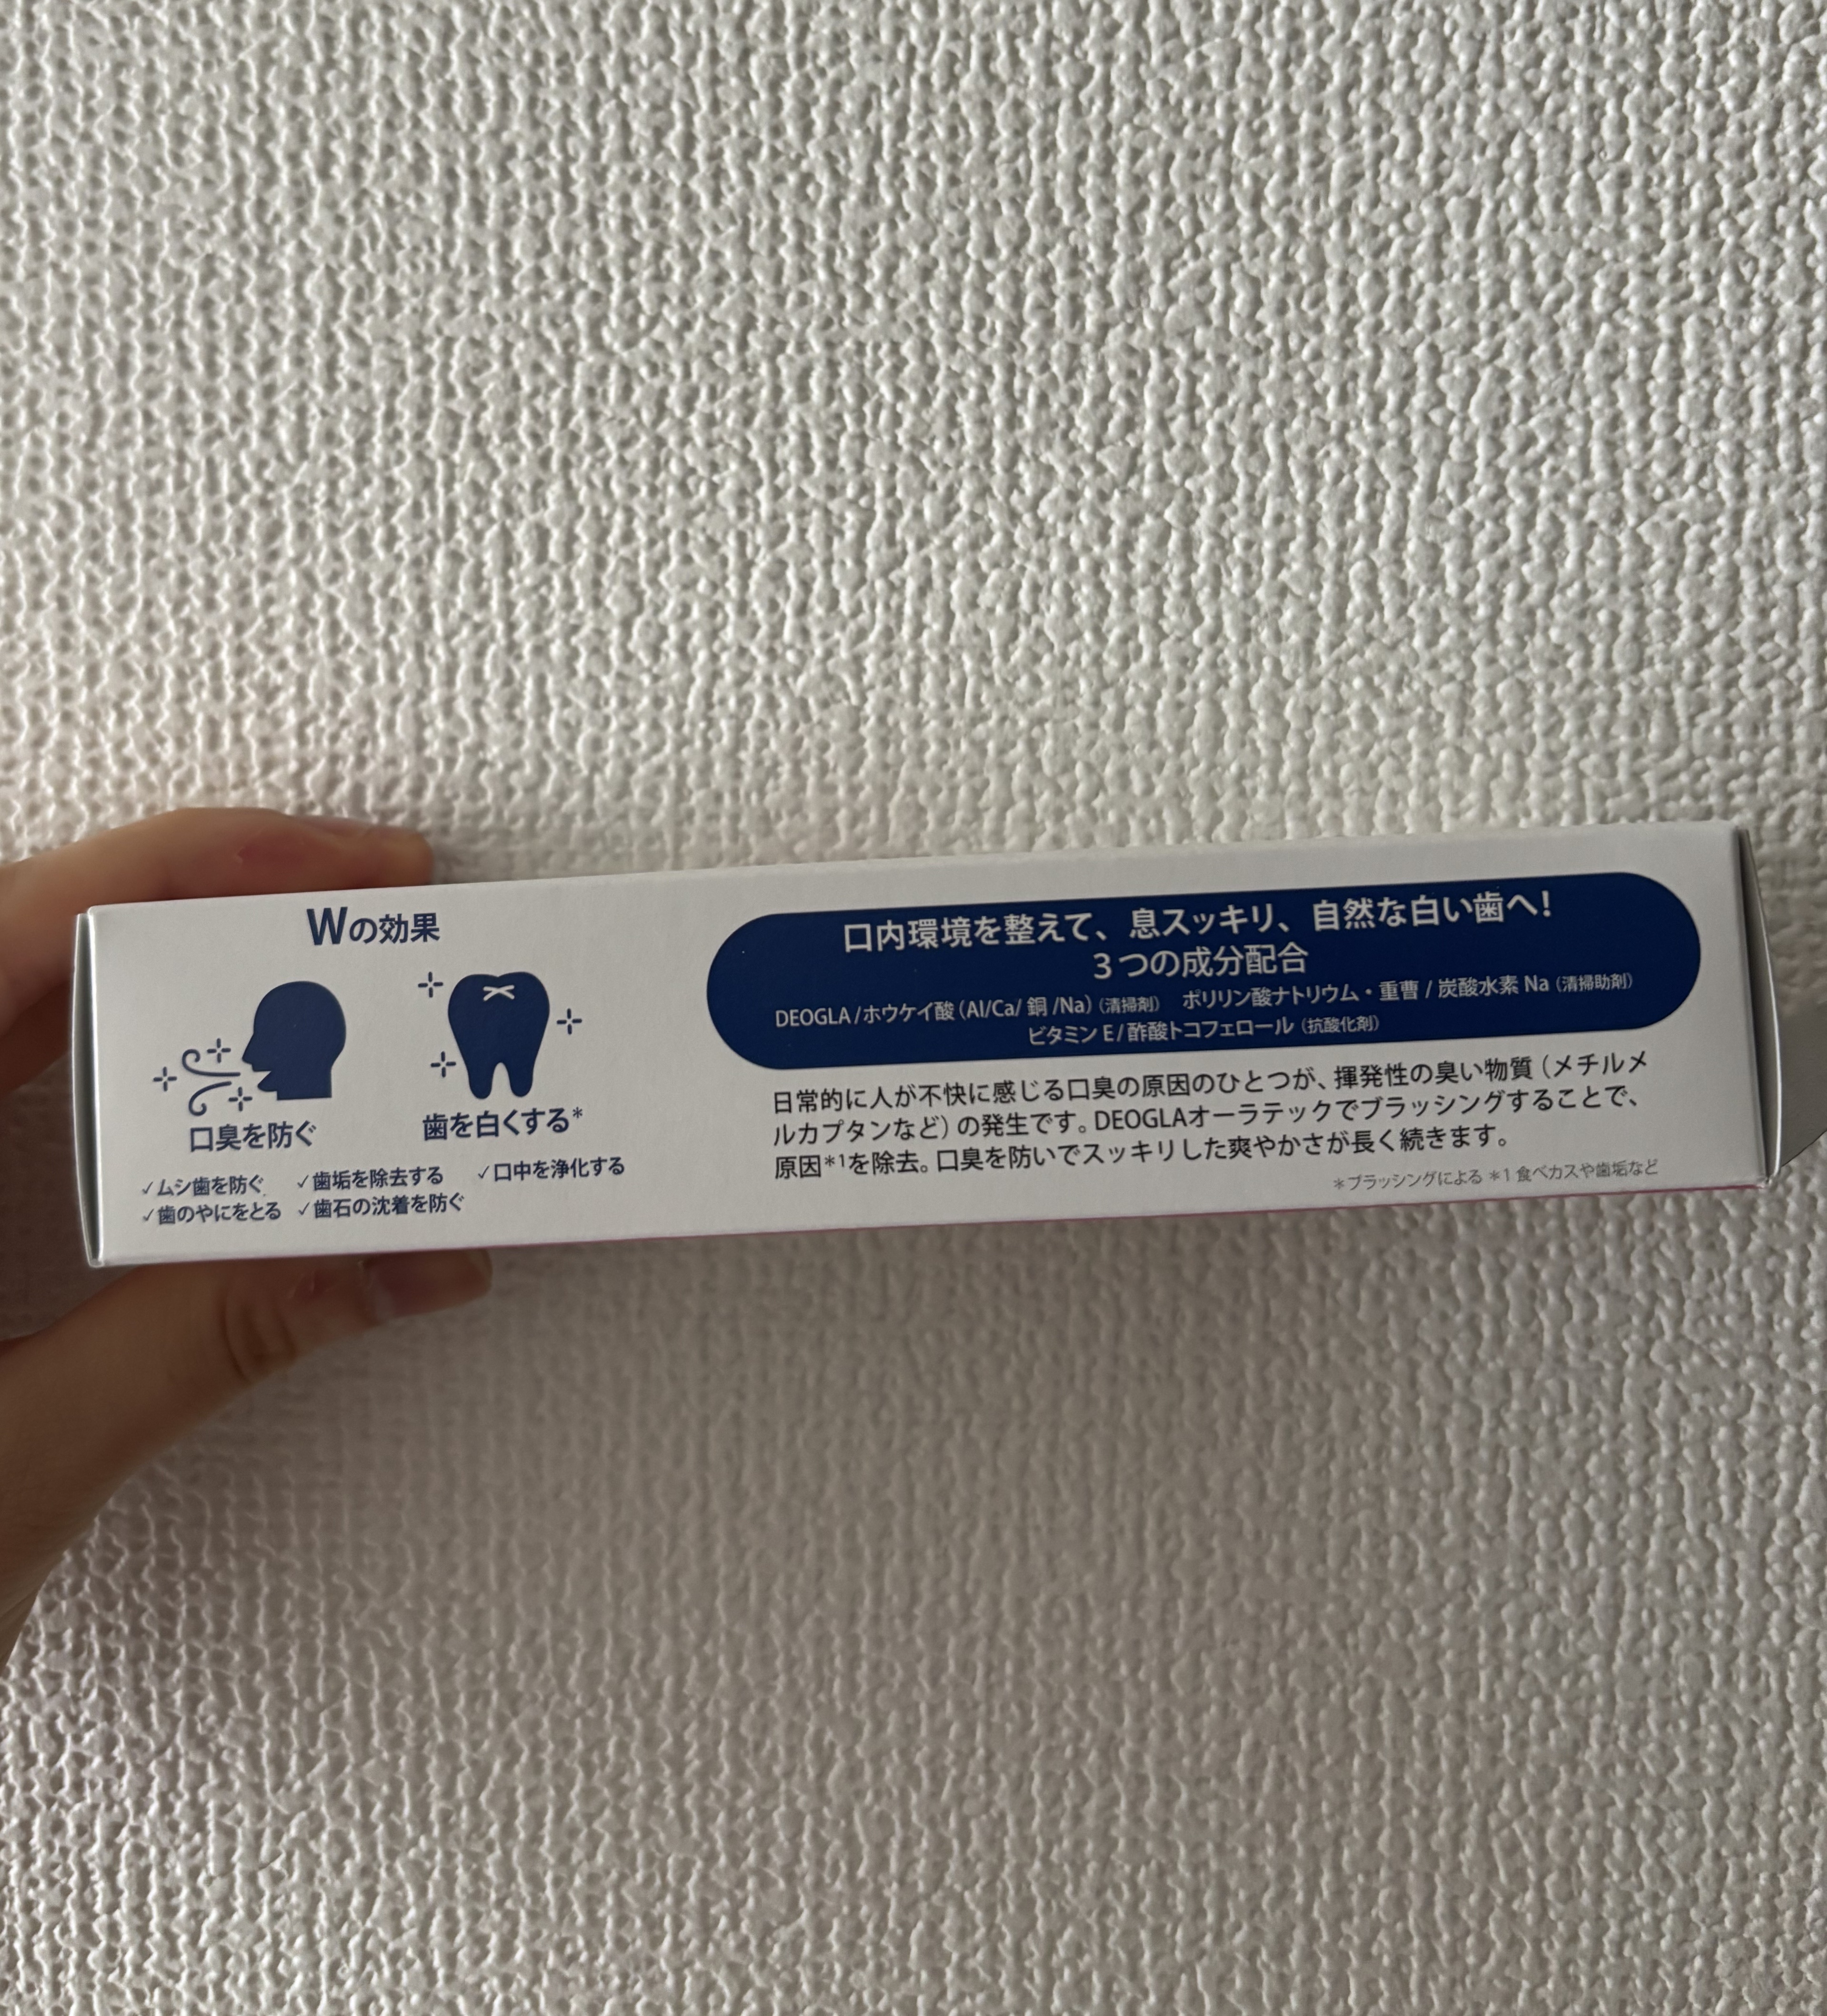 Wの効果
口臭を防ぐ
歯を白くする*
✓ムシ歯を防ぐ ✓歯垢を除去する ✓口中を浄化する
✓歯のやにをとる ✓歯石の沈着を防ぐ
口内環境を整えて、息スッキリ、自然な白い歯へ!
3つの成分配合
DEOGLA/ホウケイ酸(Al/Ca/銅/Na)(清掃剤) ポリリン酸ナトリウム・重曹/炭酸水素Na(清掃助剤)
ビタミンE/酢酸トコフェロール(抗酸化剤)
日常的に人が不快に感じる口臭の原因のひとつが、揮発性の臭い物質(メチルメ
ルカプタンなど)の発生です。DEOGLAオーラテックでブラッシングすることで、
原因*1を除去。口臭を防いでスッキリした爽やかさが長く続きます。
*ブラッシングによる *1 食べカスや歯垢など